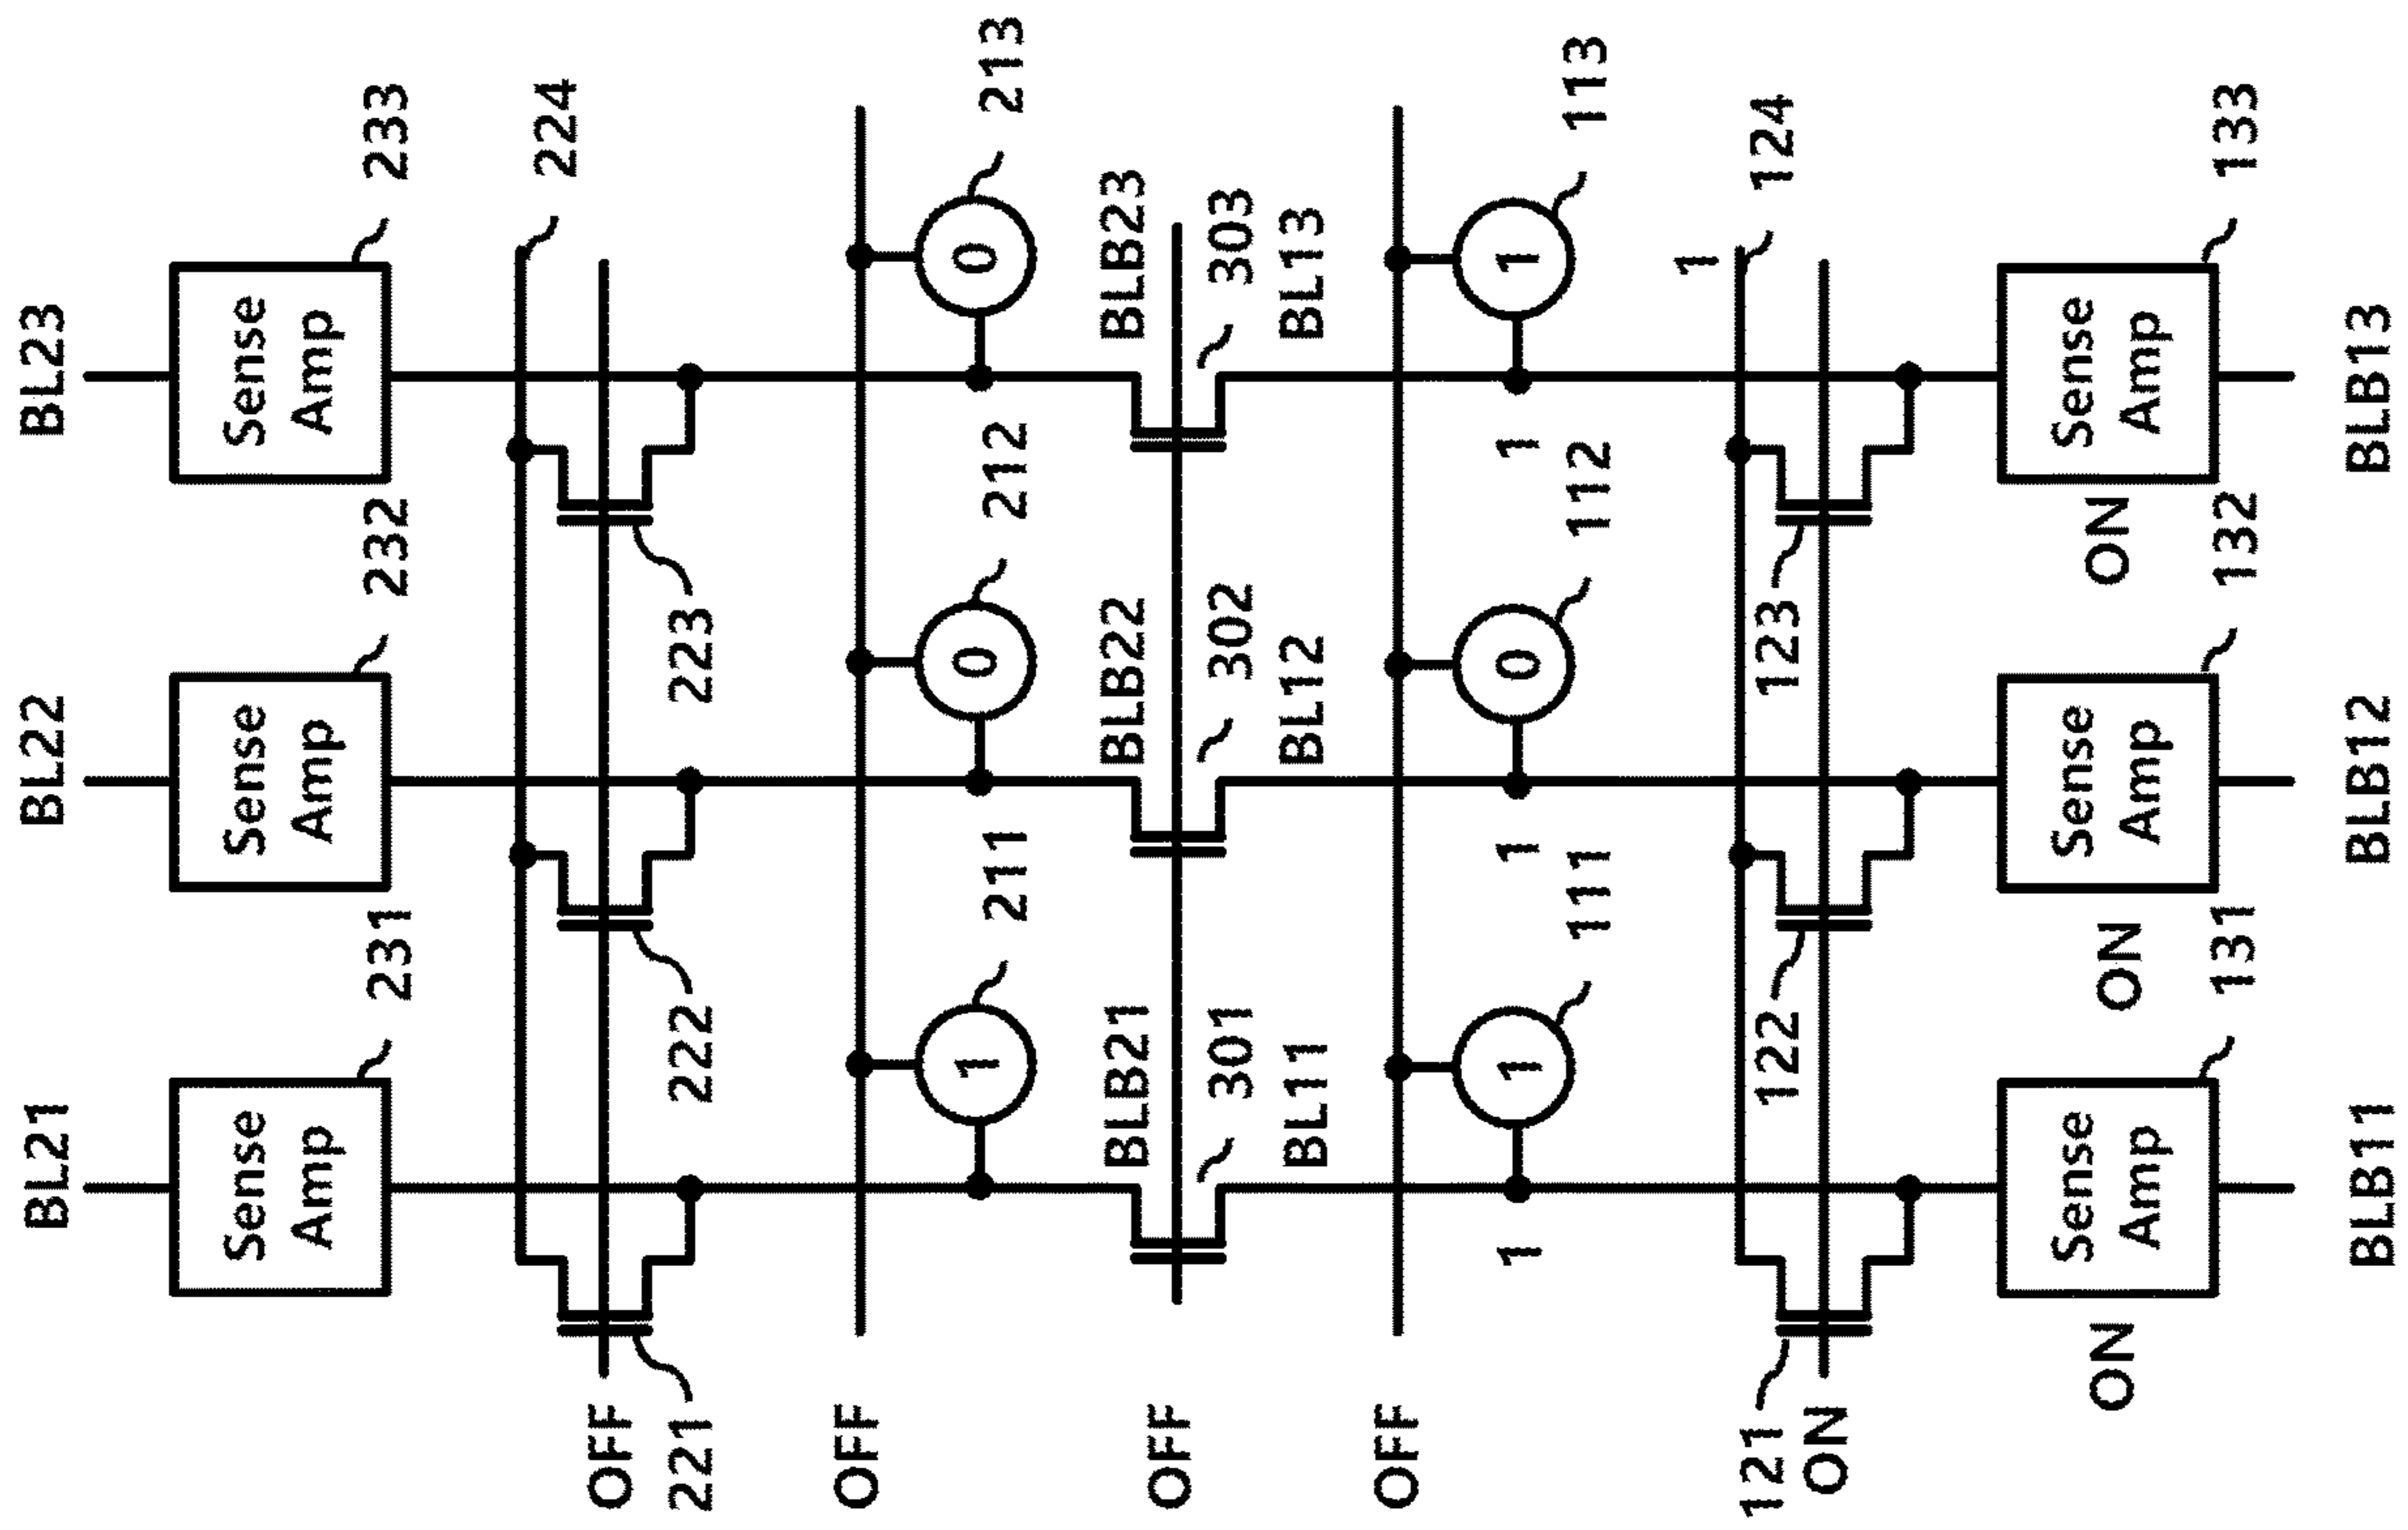 BL21
BL22
BL23
Sense
Amp
231
Sense
Amp
232
Sense
Amp
233
224
OFF
221
222
223
OFF
1
211
0
212
0
213
OFF
BLB21
301
BL11
BLB22
302
BL12
BLB23
303
BL13
OFF
1
1
111
1
0
112
1
1
113
1
124
121
ON
122
123
ON
Sense
Amp
131
ON
Sense
Amp
132
ON
Sense
Amp
133
BLB11
BLB12
BLB13